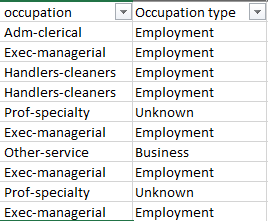 occupation Occupation type
Adm-clerical Employment
Exec-managerial Employment
Handlers-cleaners Employment
Handlers-cleaners Employment
Prof-specialty Unknown
Exec-managerial Employment
Other-service Business
Exec-managerial Employment
Prof-specialty Unknown
Exec-managerial Employment